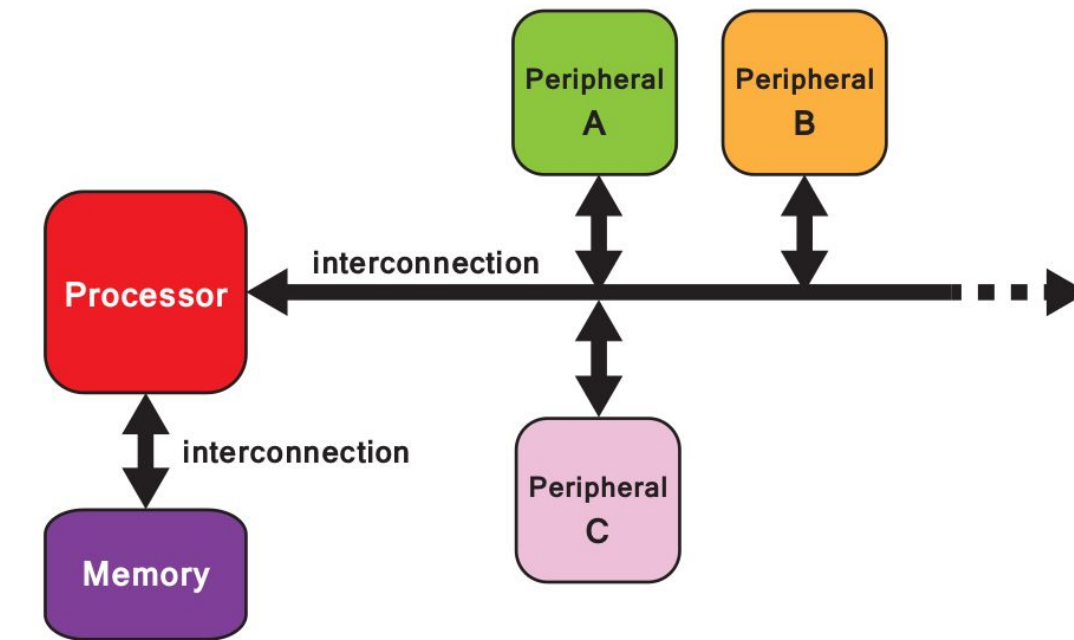 Peripheral
A
Peripheral
B
interconnection
Processor
interconnection
Peripheral
C
Memory